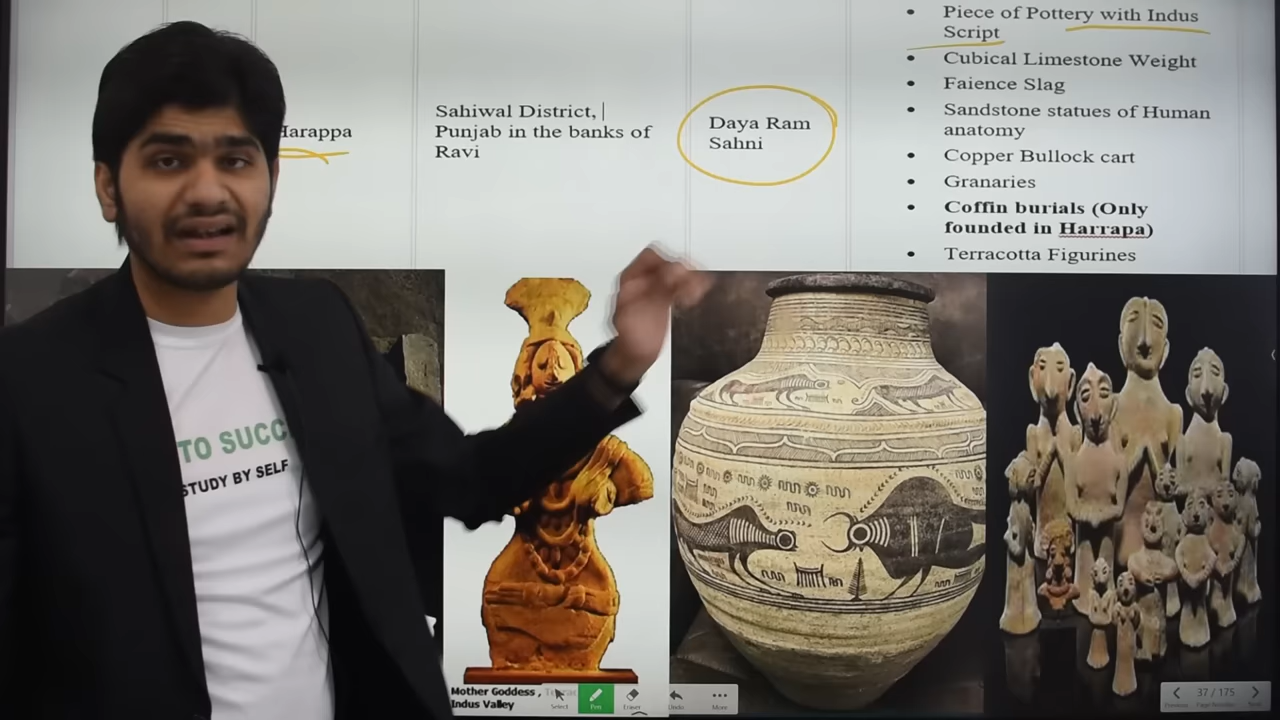 Harappa
Sahiwal District,
Punjab in the banks of
Ravi
Daya Ram
Sahni
• Piece of Pottery with Indus
Script
• Cubical Limestone Weight
• Faience Slag
• Sandstone statues of Human
anatomy
• Copper Bullock cart
• Granaries
• Coffin burials (Only
founded in Harrapa)
• Terracotta Figurines
TO SUCC
STUDY BY SELF
Mother Goddess ,
Indus Valley
Select
Pen
Eraser
Undo
More
37 / 175
Previous
Next